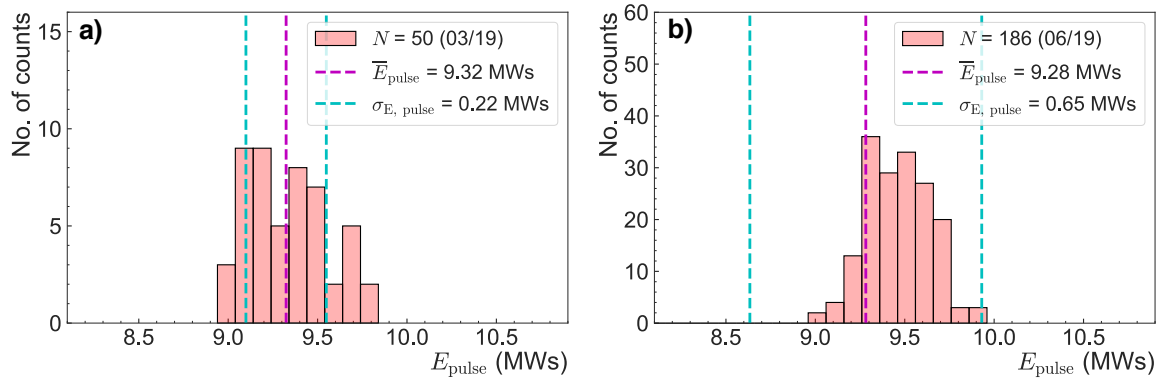 a)
N = 50 (03/19)
E̅pulse = 9.32 MWs
σE, pulse = 0.22 MWs
No. of counts
15
10
5
0
8.5 9.0 9.5 10.0 10.5
Epulse (MWs)
b)
N = 186 (06/19)
E̅pulse = 9.28 MWs
σE, pulse = 0.65 MWs
No. of counts
60
50
40
30
20
10
0
8.5 9.0 9.5 10.0 10.5
Epulse (MWs)